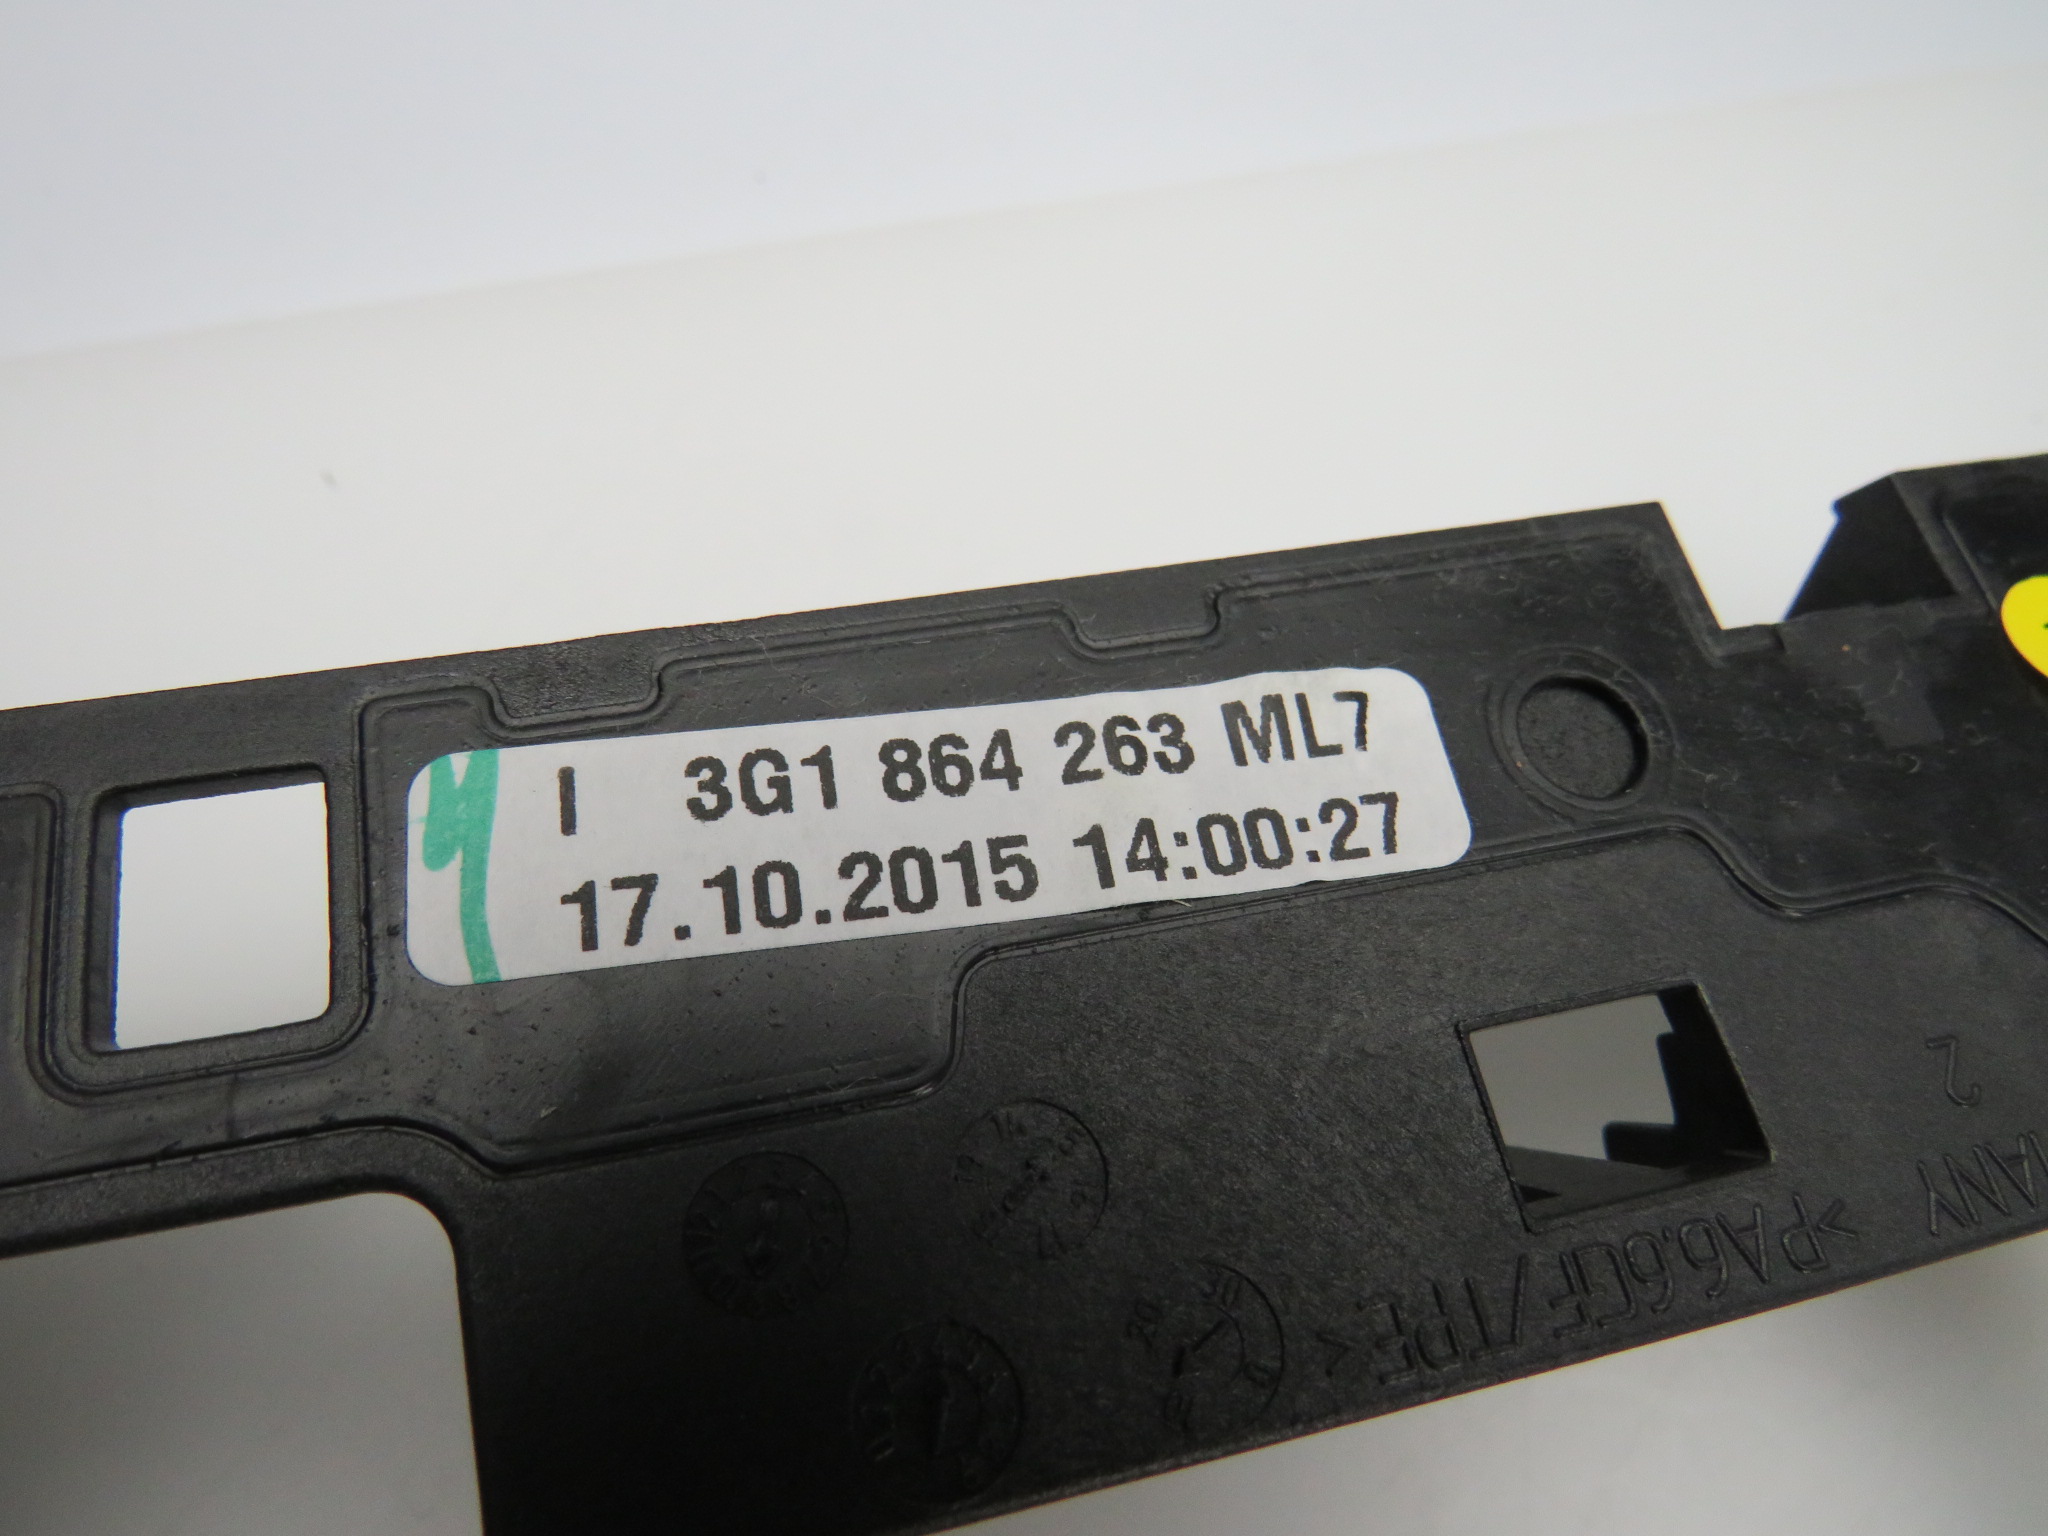 I 3G1 864 263 ML7
17.10.2015 14:00:27
2
>PA6.6GF/TPE<